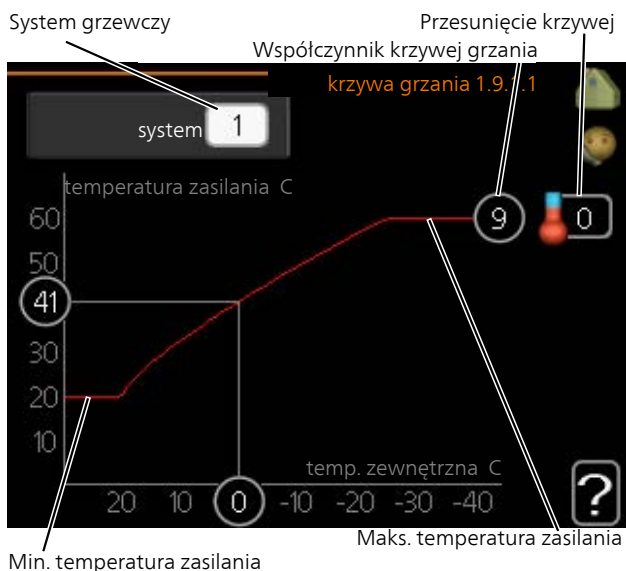 System grzewczy
Przesunięcie krzywej
Współczynnik krzywej grzania
krzywa grzania 1.9.1.1
system 1
temperatura zasilania C
60
9
0
50
41
30
20
10
temp. zewnętrzna C
20 10 0 -10 -20 -30 -40
?
Maks. temperatura zasilania
Min. temperatura zasilania